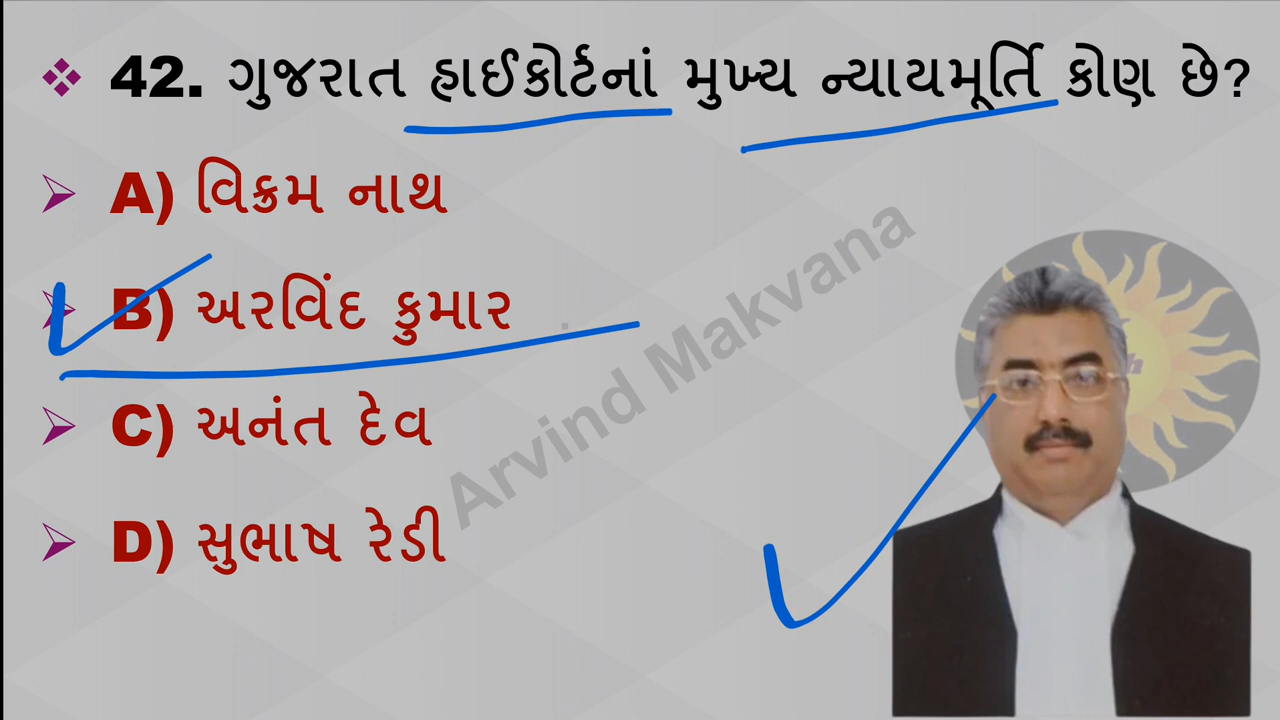 ❖ 42. ગુજરાત હાઈકોર્ટનાં મુખ્ય ન્યાયમૂર્તિ કોણ છે?
➢ A) વિક્રમ નાથ
➢ B) અરવિંદ કુમાર
➢ C) અનંત દેવ
➢ D) સુભાષ રેડી
Arvind Makvana